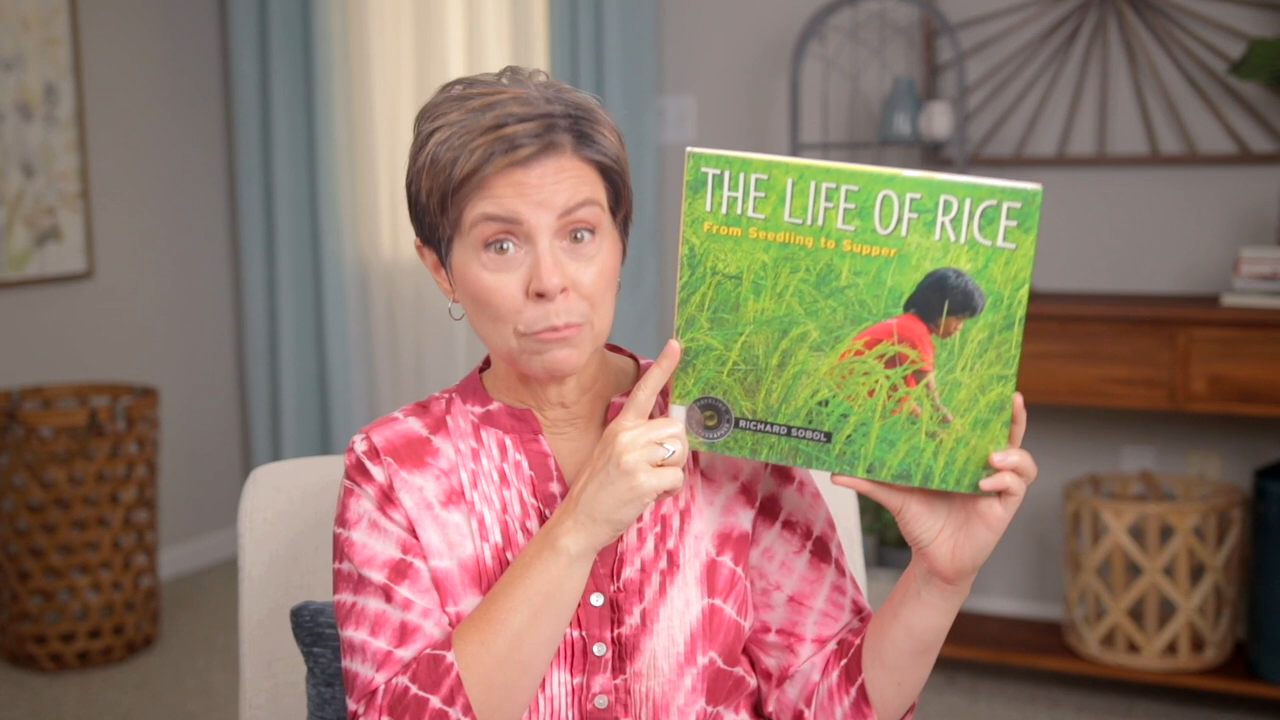 THE LIFE OF RICE
From Seedling to Supper
RICHARD SOBOL